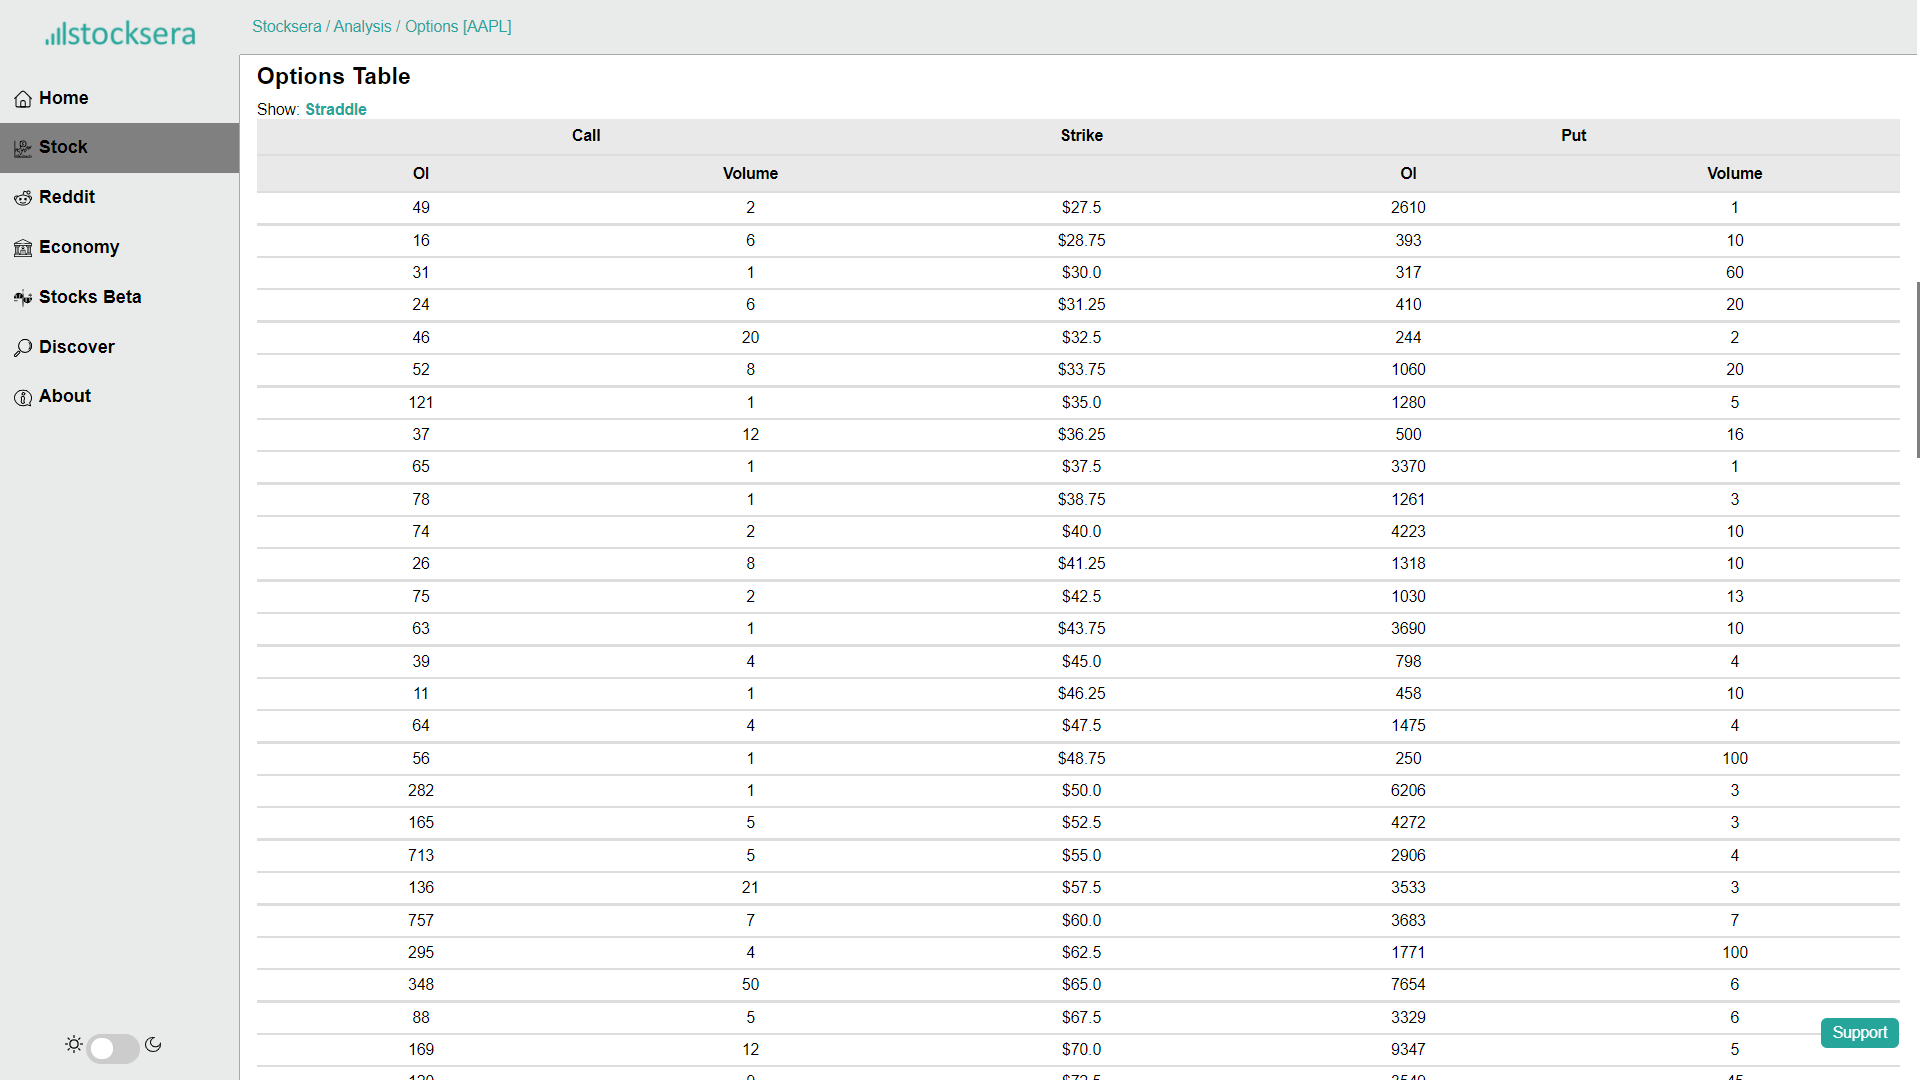 stocksera
Stocksera / Analysis / Options [AAPL]
Home
Stock
Reddit
Economy
Stocks Beta
Discover
About
Options Table
Show: Straddle
Call Strike Put
OI Volume OI Volume
49 2 $27.5 2610 1
16 6 $28.75 393 10
31 1 $30.0 317 60
24 6 $31.25 410 20
46 20 $32.5 244 2
52 8 $33.75 1060 20
121 1 $35.0 1280 5
37 12 $36.25 500 16
65 1 $37.5 3370 1
78 1 $38.75 1261 3
74 2 $40.0 4223 10
26 8 $41.25 1318 10
75 2 $42.5 1030 13
63 1 $43.75 3690 10
39 4 $45.0 798 4
11 1 $46.25 458 10
64 4 $47.5 1475 4
56 1 $48.75 250 100
282 1 $50.0 6206 3
165 5 $52.5 4272 3
713 5 $55.0 2906 4
136 21 $57.5 3533 3
757 7 $60.0 3683 7
295 4 $62.5 1771 100
348 50 $65.0 7654 6
88 5 $67.5 3329 6
169 12 $70.0 9347 5
Support